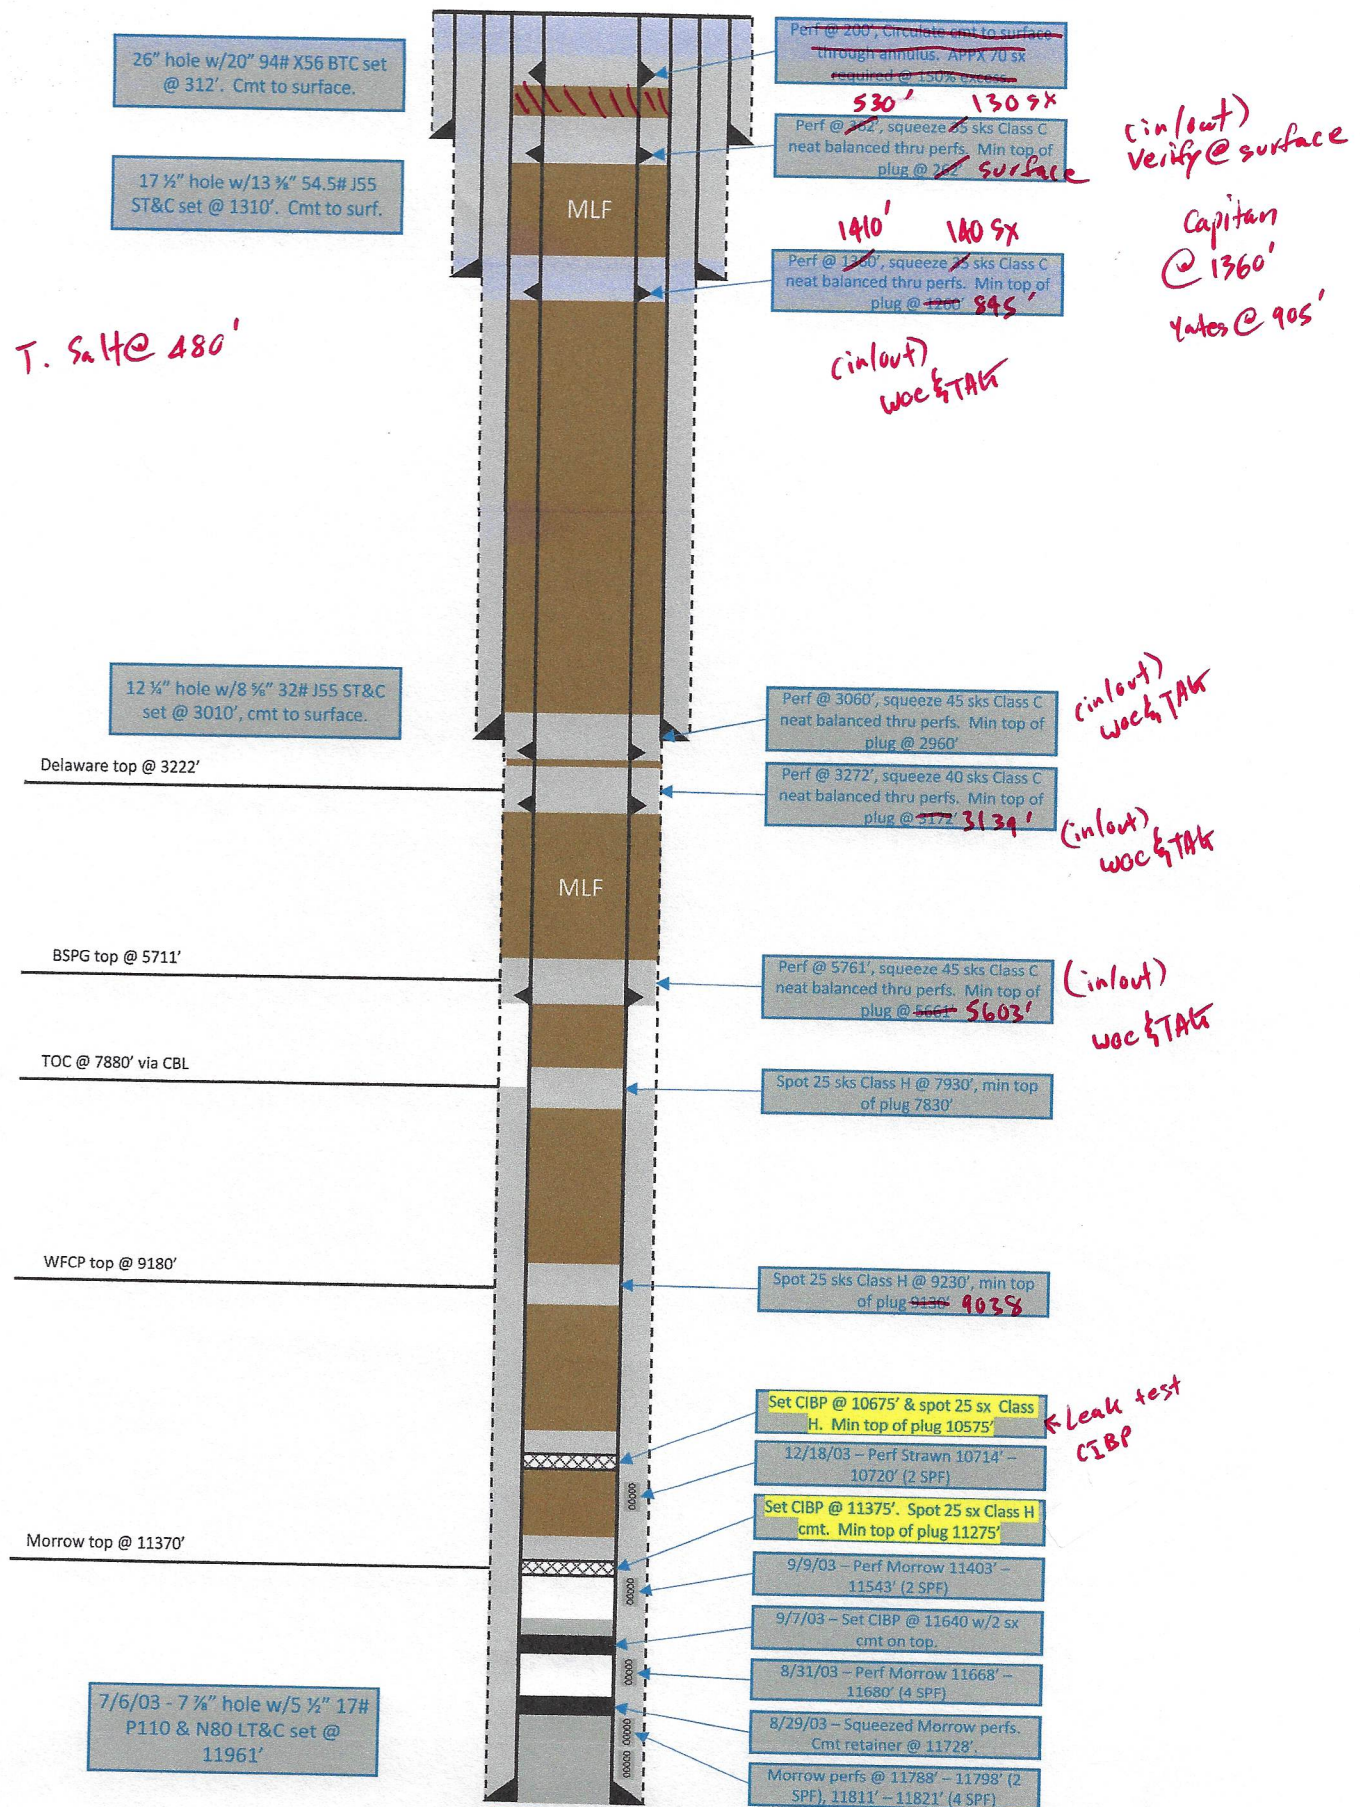 26" hole w/20" 94# X56 BTC set
@ 312'. Cmt to surface.
17 ½" hole w/13 ⅜" 54.5# J55
ST&C set @ 1310'. Cmt to surf.
T. Salt @ 480'
12 ¼" hole w/8 ⅝" 32# J55 ST&C
set @ 3010', cmt to surface.
Delaware top @ 3222'
BSPG top @ 5711'
TOC @ 7880' via CBL
WFCP top @ 9180'
Morrow top @ 11370'
7/6/03 - 7 ⅞" hole w/5 ½" 17#
P110 & N80 LT&C set @
11961'
MLF
MLF
Perf @ 200', Circulate cmt to surface
through annulus. APPX 70 sx
required @ 150% excess.
530' 130 sx
Perf @ 362', squeeze 35 sks Class C
neat balanced thru perfs. Min top of
plug @ 262' surface
(in/out)
Verify @ surface
1410' 140 sx
Perf @ 1360', squeeze 35 sks Class C
neat balanced thru perfs. Min top of
plug @ 1260' 845'
(in/out)
WOC & TAG
Capitan
@ 1360'
Yates @ 905'
Perf @ 3060', squeeze 45 sks Class C
neat balanced thru perfs. Min top of
plug @ 2960'
(in/out)
WOC & TAG
Perf @ 3272', squeeze 40 sks Class C
neat balanced thru perfs. Min top of
plug @ 3172' 3139'
(in/out)
WOC & TAG
Perf @ 5761', squeeze 45 sks Class C
neat balanced thru perfs. Min top of
plug @ 5661' 5603'
(in/out)
WOC & TAG
Spot 25 sks Class H @ 7930', min top
of plug 7830'
Spot 25 sks Class H @ 9230', min top
of plug 9130' 9038
Set CIBP @ 10675' & spot 25 sx Class
H. Min top of plug 10575'
Leak test
CIBP
12/18/03 – Perf Strawn 10714' –
10720' (2 SPF)
Set CIBP @ 11375'. Spot 25 sx Class H
cmt. Min top of plug 11275'
9/9/03 – Perf Morrow 11403' –
11543' (2 SPF)
9/7/03 – Set CIBP @ 11640 w/2 sx
cmt on top.
8/31/03 – Perf Morrow 11668' –
11680' (4 SPF)
8/29/03 – Squeezed Morrow perfs.
Cmt retainer @ 11728'.
Morrow perfs @ 11788' – 11798' (2
SPF), 11811' – 11821' (4 SPF)